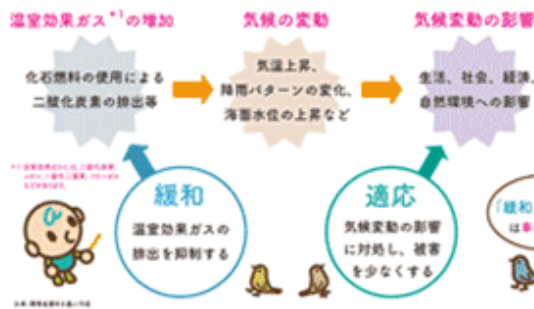 温室効果ガス*1の増加
気候の変動
気候変動の影響
化石燃料の使用による
二酸化炭素の排出等
気温上昇、
降雨パターンの変化、
海面水位の上昇など
生活、社会、経済、
自然環境への影響
緩和
温室効果ガスの
排出を抑制する
適応
気候変動の影響
に対処し、被害
を少なくする
「緩和
は車